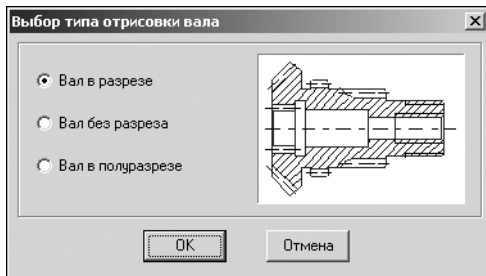 Выбор типа отрисовки вала
Вал в разрезе
Вал без разреза
Вал в полуразрезе
OK
Отмена